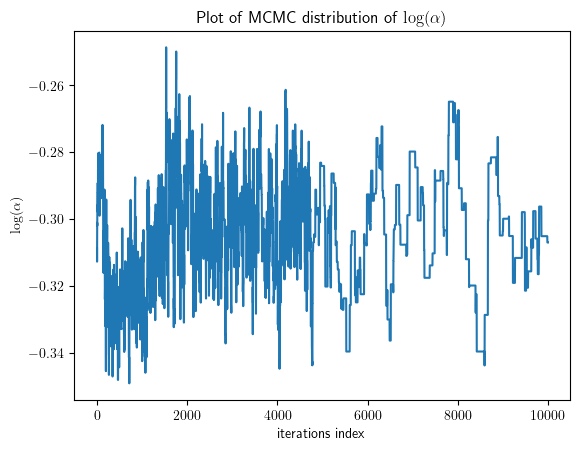 Plot of MCMC distribution of log(α)
−0.26
−0.28
−0.30
−0.32
−0.34
log(α)
0 2000 4000 6000 8000 10000
iterations index